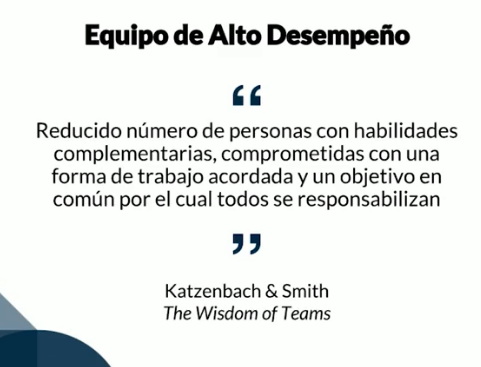 Equipo de Alto Desempeño
“
Reducido número de personas con habilidades
complementarias, comprometidas con una
forma de trabajo acordada y un objetivo en
común por el cual todos se responsabilizan
”
Katzenbach & Smith
The Wisdom of Teams